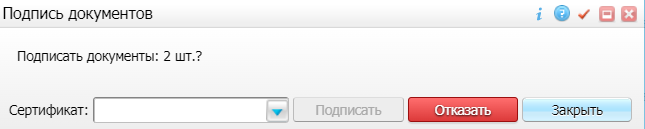 Подпись документов
Подписать документы: 2 шт.?
Сертификат: Подписать Отказать Закрыть